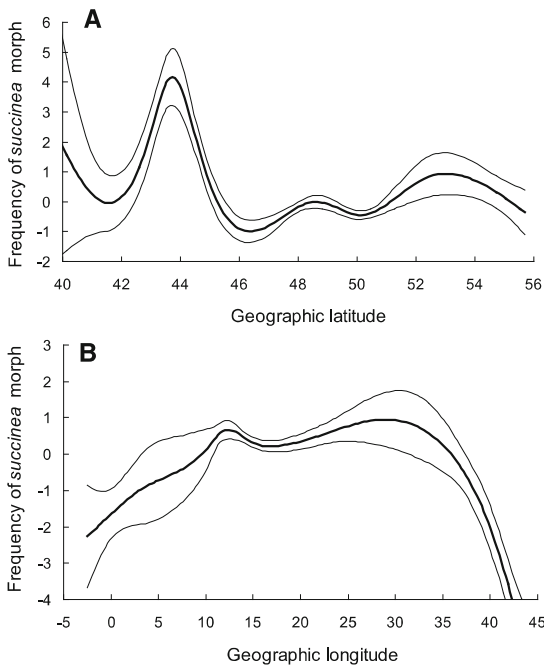 A
Frequency of succinea morph
6
5
4
3
2
1
0
-1
-2
40 42 44 46 48 50 52 54 56
Geographic latitude
B
Frequency of succinea morph
3
2
1
0
-1
-2
-3
-4
-5 0 5 10 15 20 25 30 35 40 45
Geographic longitude